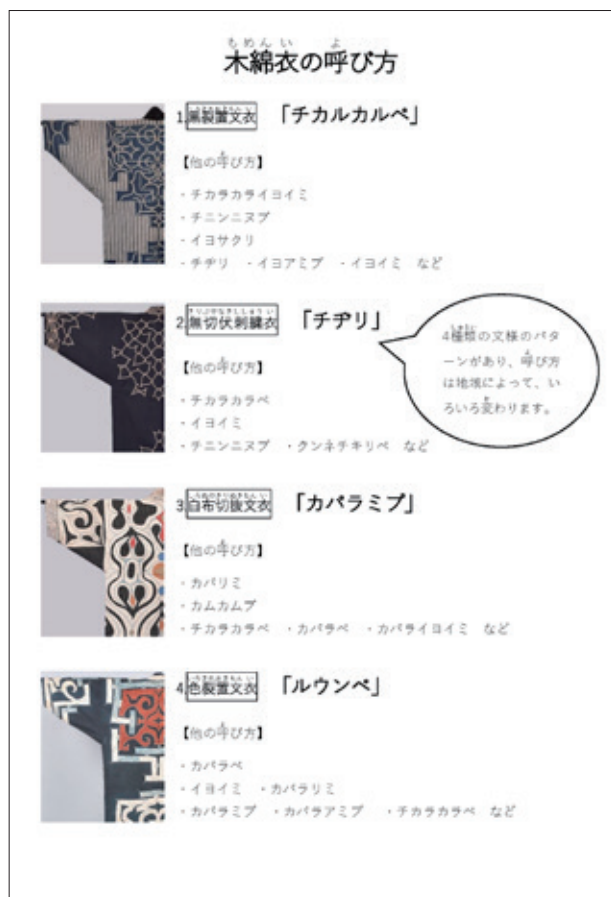 もめんい　よ
木綿衣の呼び方
1.黒裂置文衣　「チカルカルペ」
【他の呼び方】
・チカラカライヨイミ
・チニンニヌプ
・イヨサクリ
・チヂリ　・イヨアミプ　・イヨイミ　など
2.無切伏刺繍衣　「チヂリ」
【他の呼び方】
・チカラカラペ
・イヨイミ
・チニンニヌプ　・クンネチキリペ　など
4種類の文様のパタ
ーンがあり、呼び方
は地域によって、い
ろいろ変わります。
3.白布切抜文衣　「カパラミプ」
【他の呼び方】
・カパリミ
・カムカムプ
・チカラカラペ　・カパラペ　・カパライヨイミ　など
4.色裂置文衣　「ルウンペ」
【他の呼び方】
・カパラペ
・イヨイミ　・カパラリミ
・カパラミプ　・カパラアミプ　・チカラカラペ　など